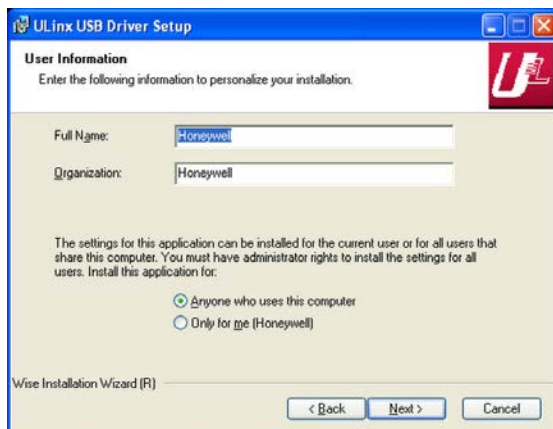 ULinx USB Driver Setup
User Information
Enter the following information to personalize your installation.
UL
Full Name:
Honeywell
Organization:
Honeywell
The settings for this application can be installed for the current user or for all users that
share this computer. You must have administrator rights to install the settings for all
users. Install this application for:
Anyone who uses this computer
Only for me (Honeywell)
Wise Installation Wizard (R)
< Back
Next >
Cancel